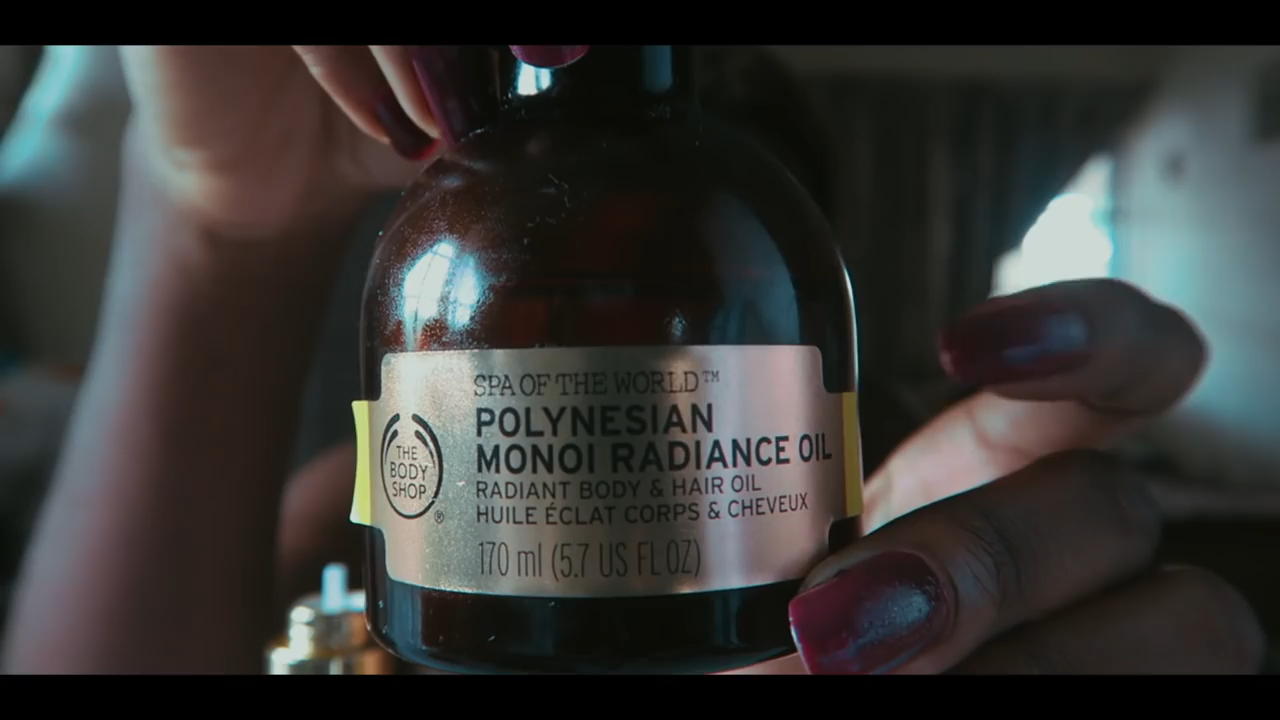 SPA OF THE WORLD™
POLYNESIAN
MONOI RADIANCE OIL
RADIANT BODY & HAIR OIL
HUILE ÉCLAT CORPS & CHEVEUX
170 ml (5.7 US FL OZ)
THE
BODY
SHOP
®